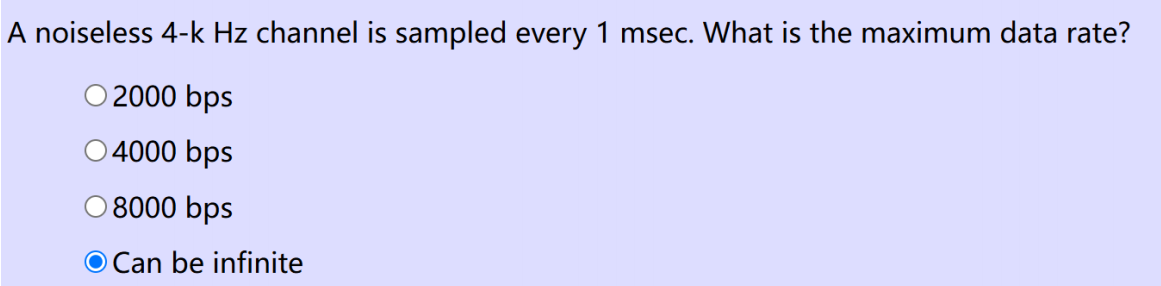 A noiseless 4-k Hz channel is sampled every 1 msec. What is the maximum data rate?
2000 bps
4000 bps
8000 bps
Can be infinite